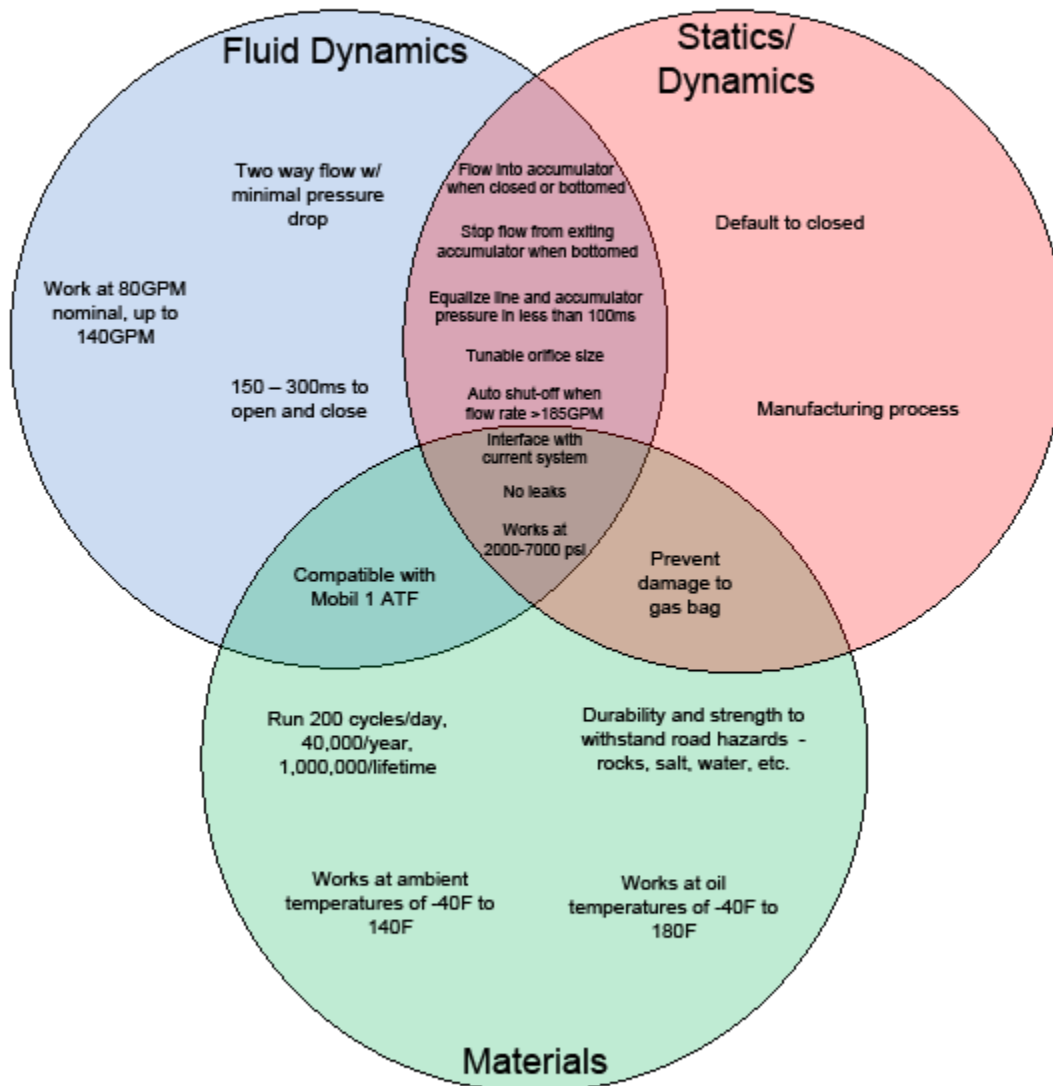 Fluid Dynamics
Statics/
Dynamics
Two way flow w/
minimal pressure
drop
Work at 80GPM
nominal, up to
140GPM
150 – 300ms to
open and close
Flow into accumulator
when closed or bottomed
Stop flow from exiting
accumulator when bottomed
Equalize line and accumulator
pressure in less than 100ms
Tunable orifice size
Auto shut-off when
flow rate >185GPM
Default to closed
Manufacturing process
Interface with
current system
No leaks
Works at
2000-7000 psi
Compatible with
Mobil 1 ATF
Prevent
damage to
gas bag
Run 200 cycles/day,
40,000/year,
1,000,000/lifetime
Durability and strength to
withstand road hazards -
rocks, salt, water, etc.
Works at ambient
temperatures of -40F to
140F
Works at oil
temperatures of -40F to
180F
Materials